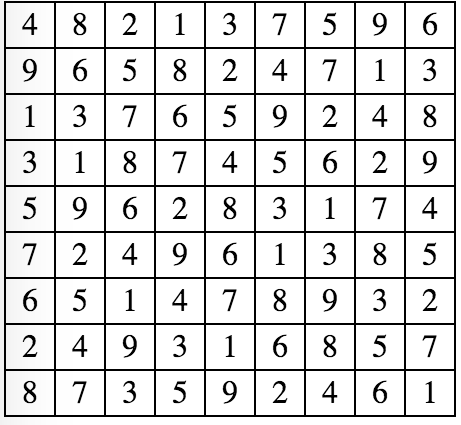 4 8 2 1 3 7 5 9 6
9 6 5 8 2 4 7 1 3
1 3 7 6 5 9 2 4 8
3 1 8 7 4 5 6 2 9
5 9 6 2 8 3 1 7 4
7 2 4 9 6 1 3 8 5
6 5 1 4 7 8 9 3 2
2 4 9 3 1 6 8 5 7
8 7 3 5 9 2 4 6 1